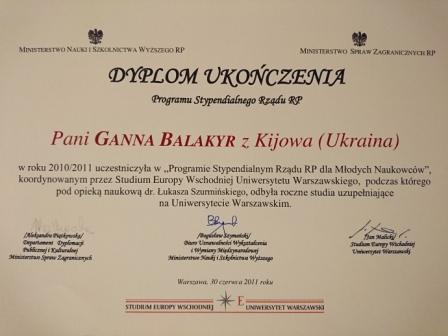 MINISTERSTWO NAUKI I SZKOLNICTWA WYŻSZEGO RP
MINISTERSTWO SPRAW ZAGRANICZNYCH RP
DYPLOM UKOŃCZENIA
Programu Stypendialnego Rządu RP
Pani GANNA BALAKYR z Kijowa (Ukraina)
w roku 2010/2011 uczestniczyła w „Programie Stypendialnym Rządu RP dla Młodych Naukowców”,
koordynowanym przez Studium Europy Wschodniej Uniwersytetu Warszawskiego, podczas którego
pod opieką naukową dr. Łukasza Szurmińskiego, odbyła roczne studia uzupełniające
na Uniwersytecie Warszawskim.
/Aleksandra Piątkowska/
Departament Dyplomacji
Publicznej i Kulturalnej
Ministerstwo Spraw Zagranicznych
/Bogusław Szymański/
Biuro Uznawalności Wykształcenia
i Wymiany Międzynarodowej
Ministerstwo Nauki i Szkolnictwa Wyższego
/Jan Malicki/
Studium Europy Wschodniej
Uniwersytet Warszawski
Warszawa, 30 czerwca 2011 roku
STUDIUM EUROPY WSCHODNIEJ E UNIWERSYTET WARSZAWSKI